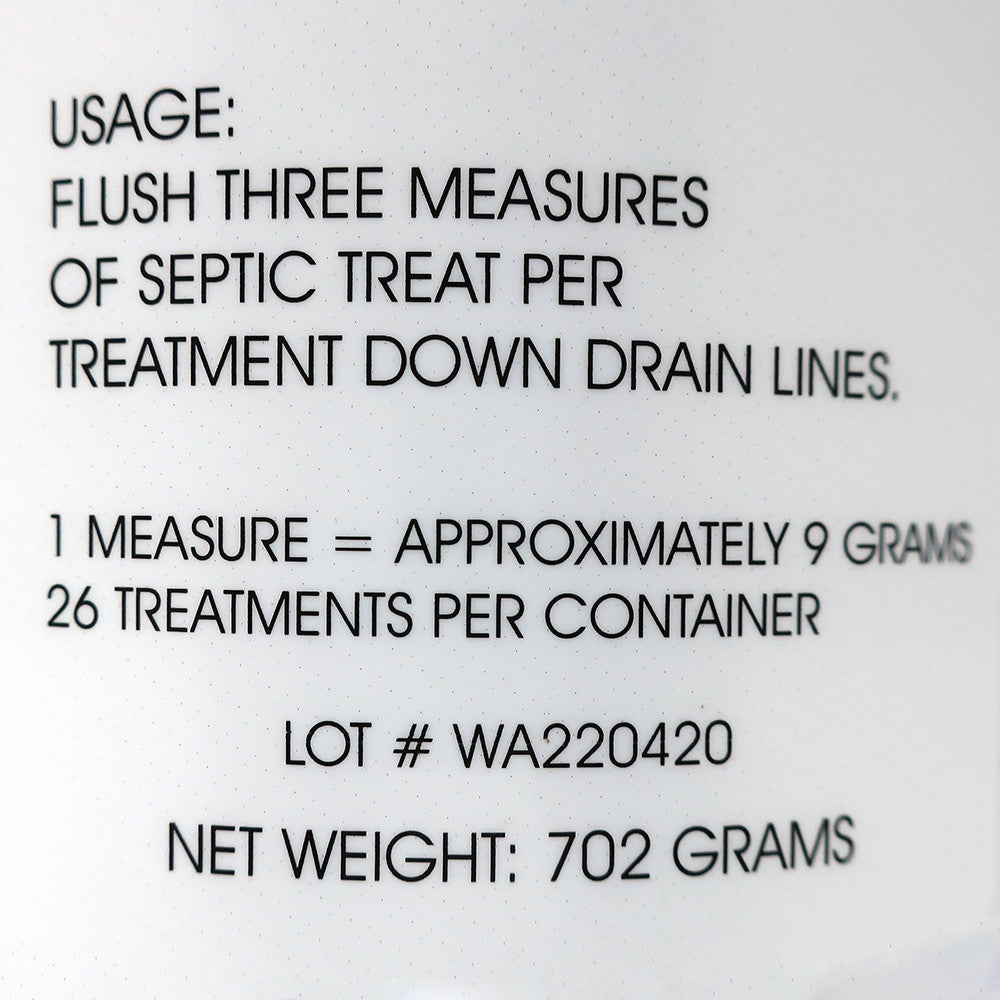 USAGE:
FLUSH THREE MEASURES
OF SEPTIC TREAT PER
TREATMENT DOWN DRAIN LINES.
1 MEASURE = APPROXIMATELY 9 GRAMS
26 TREATMENTS PER CONTAINER
LOT # WA220420
NET WEIGHT: 702 GRAMS